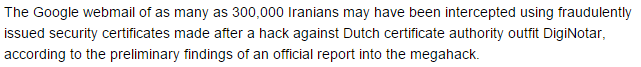 The Google webmail of as many as 300,000 Iranians may have been intercepted using fraudulently
issued security certificates made after a hack against Dutch certificate authority outfit DigiNotar,
according to the preliminary findings of an official report into the megahack.